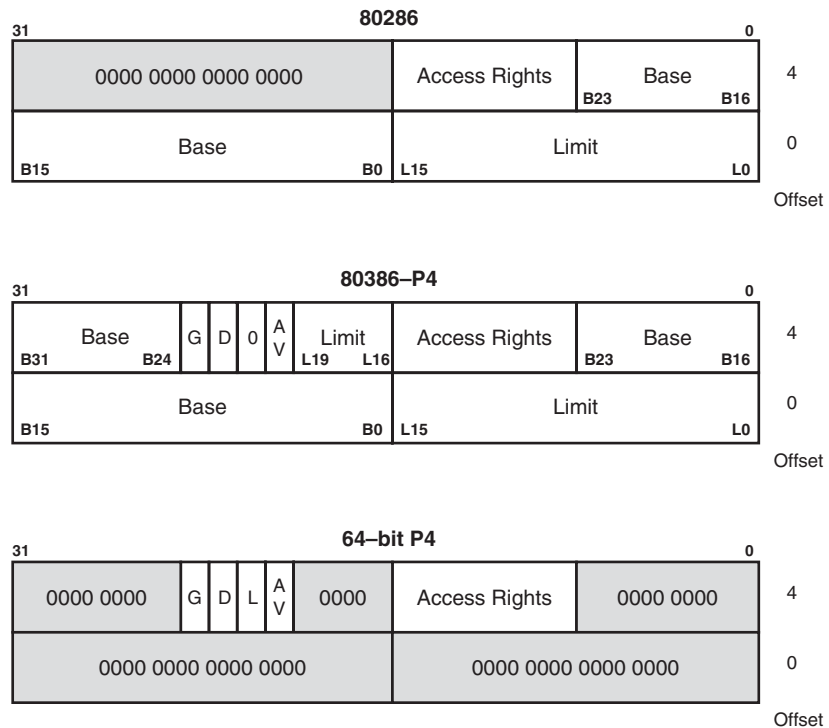 80286
31 0
0000 0000 0000 0000 Access Rights Base 4
B23 B16
Base Limit 0
B15 B0 L15 L0
Offset
80386–P4
31 0
Base G D 0 A V Limit Access Rights Base 4
B31 B24 L19 L16 B23 B16
Base Limit 0
B15 B0 L15 L0
Offset
64–bit P4
31 0
0000 0000 G D L A V 0000 Access Rights 0000 0000 4
0000 0000 0000 0000 0000 0000 0000 0000 0
Offset